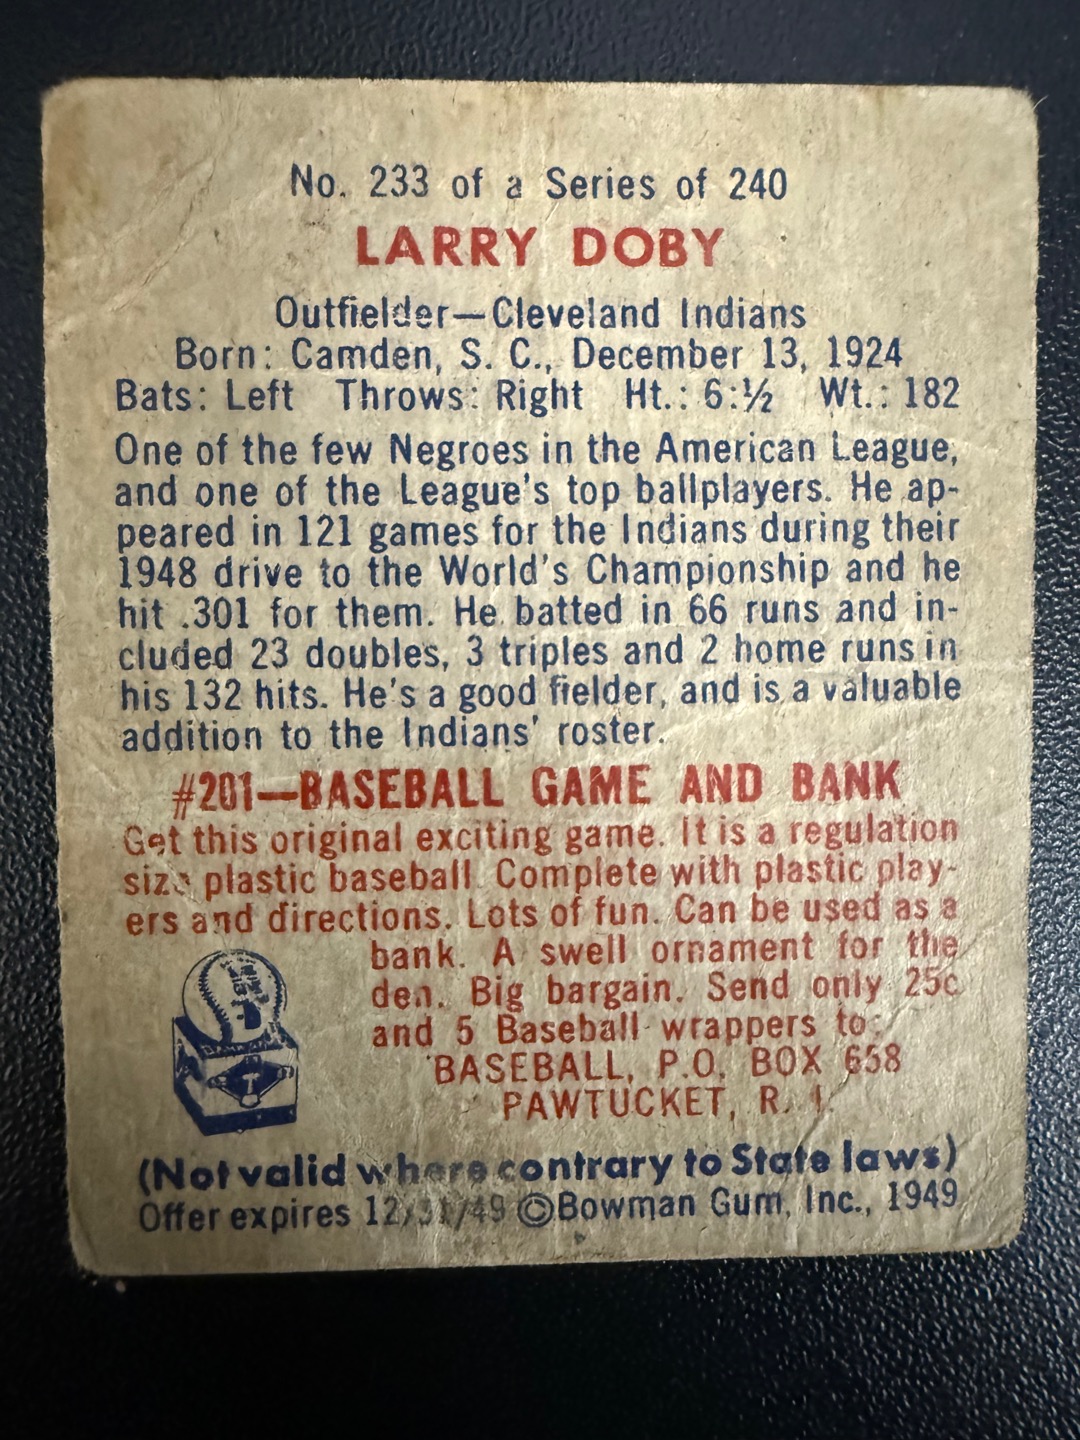 No. 233 of a Series of 240
LARRY DOBY
Outfielder—Cleveland Indians
Born: Camden, S. C., December 13, 1924
Bats: Left Throws: Right Ht.: 6:½ Wt.: 182
One of the few Negroes in the American League,
and one of the League's top ballplayers. He ap-
peared in 121 games for the Indians during their
1948 drive to the World's Championship and he
hit .301 for them. He batted in 66 runs and in-
cluded 23 doubles, 3 triples and 2 home runs in
his 132 hits. He's a good fielder, and is a valuable
addition to the Indians' roster.
#201—BASEBALL GAME AND BANK
Get this original exciting game. It is a regulation
size plastic baseball. Complete with plastic play-
ers and directions. Lots of fun. Can be used as a
bank. A swell ornament for the
den. Big bargain. Send only 25c
and 5 Baseball wrappers to:
BASEBALL, P.O. BOX 658
PAWTUCKET, R. I.
(Not valid where contrary to State laws)
Offer expires 12/31/49 ©Bowman Gum, Inc., 1949